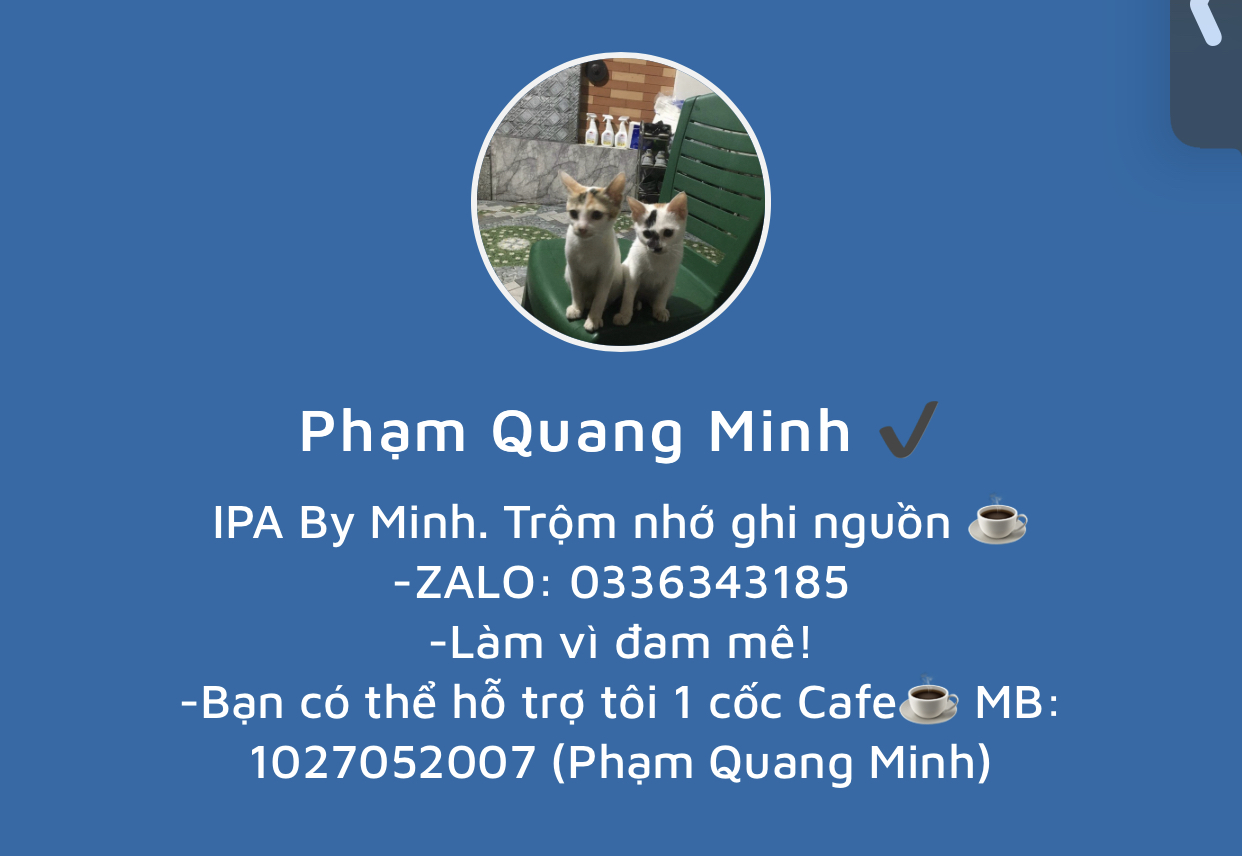 Phạm Quang Minh ✔
IPA By Minh. Trộm nhớ ghi nguồn ☕
-ZALO: 0336343185
-Làm vì đam mê!
-Bạn có thể hỗ trợ tôi 1 cốc Cafe☕ MB:
1027052007 (Phạm Quang Minh)